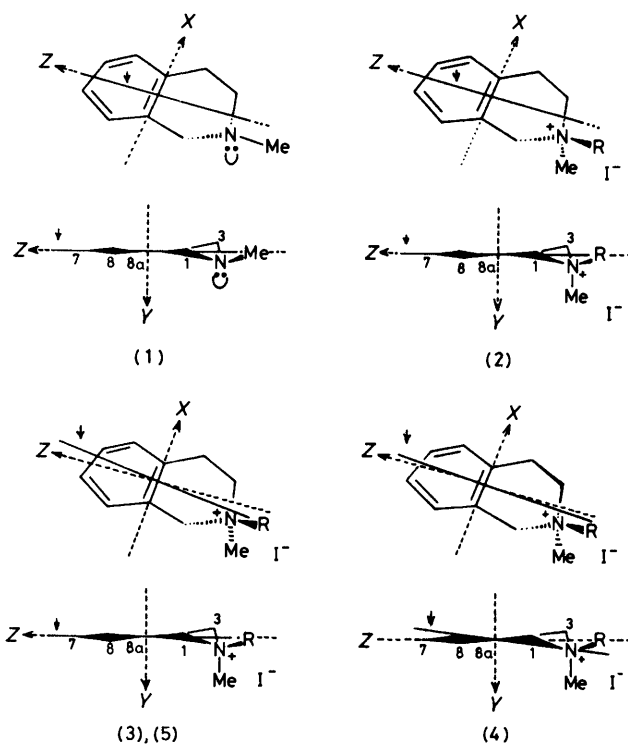 X
X
Z
Z
N
Me
+
N
R
Me
I⁻
Z
7
8
8a
1
3
N
Me
Y
Z
7
8
8a
1
3
N
+
R
Me
I⁻
Y
(1)
(2)
X
X
Z
Z
+
N
R
Me
I⁻
+
N
R
Me
I⁻
Z
7
8
8a
1
3
N
+
R
Me
I⁻
Y
Z
7
8
8a
1
3
N
+
R
Me
I⁻
Y
(3),(5)
(4)